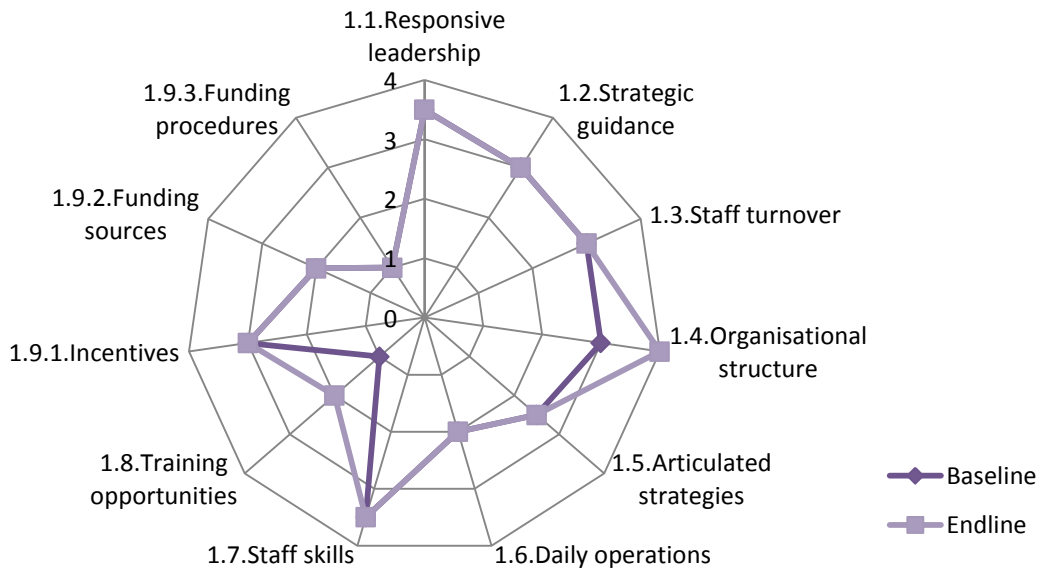 1.1.Responsive
leadership
1.2.Strategic
guidance
1.3.Staff turnover
1.4.Organisational
structure
1.5.Articulated
strategies
1.6.Daily operations
1.7.Staff skills
1.8.Training
opportunities
1.9.1.Incentives
1.9.2.Funding
sources
1.9.3.Funding
procedures
4
3
2
1
0
Baseline
Endline